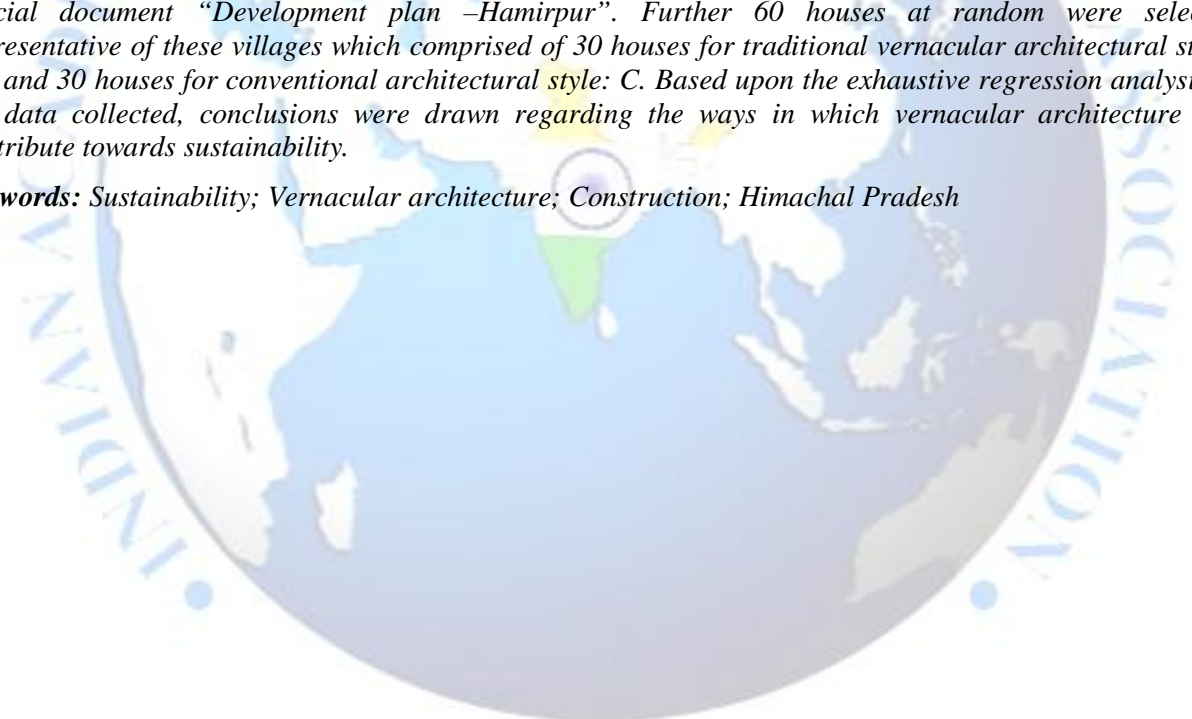 cial document “Development plan –Hamirpur”. Further 60 houses at random were selec
resentative of these villages which comprised of 30 houses for traditional vernacular architectural st
and 30 houses for conventional architectural style: C. Based upon the exhaustive regression analysi
data collected, conclusions were drawn regarding the ways in which vernacular architecture
tribute towards sustainability.
words: Sustainability; Vernacular architecture; Construction; Himachal Pradesh
INDIAN
ASSOCIATION